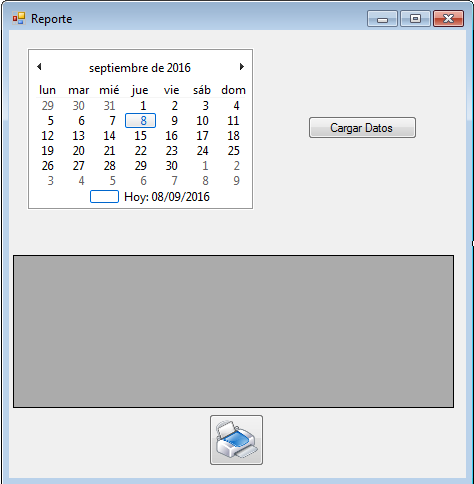 Reporte
septiembre de 2016
lun mar mié jue vie sáb dom
29 30 31 1 2 3 4
5 6 7 8 9 10 11
12 13 14 15 16 17 18
19 20 21 22 23 24 25
26 27 28 29 30 1 2
3 4 5 6 7 8 9
Hoy: 08/09/2016
Cargar Datos